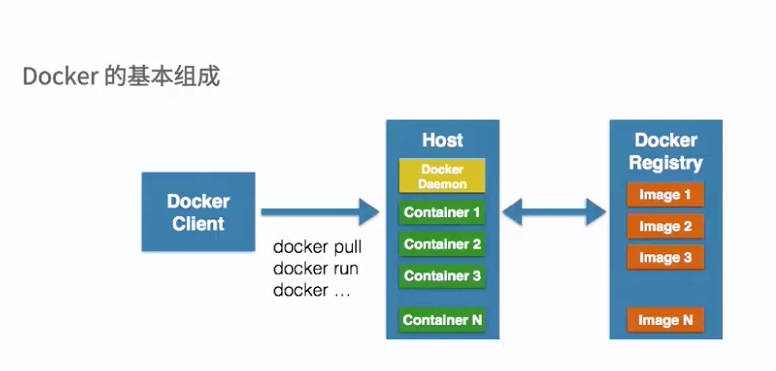 Docker 的基本组成
Docker
Client
docker pull
docker run
docker ...
Host
Docker
Daemon
Container 1
Container 2
Container 3
Container N
Docker
Registry
Image 1
Image 2
Image 3
Image N